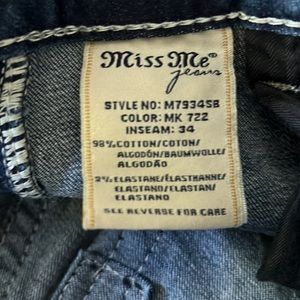 Miss Me®
jeans
STYLE NO: M7934SB
COLOR: MK 722
INSEAM: 34
98% COTTON/COTON/
ALGODÓN/BAUMWOLLE/
ALGODÃO
2% ELASTANE/ÉLASTHANNE/
ELASTANO/ELASTAN/
ELASTANO
SEE REVERSE FOR CARE